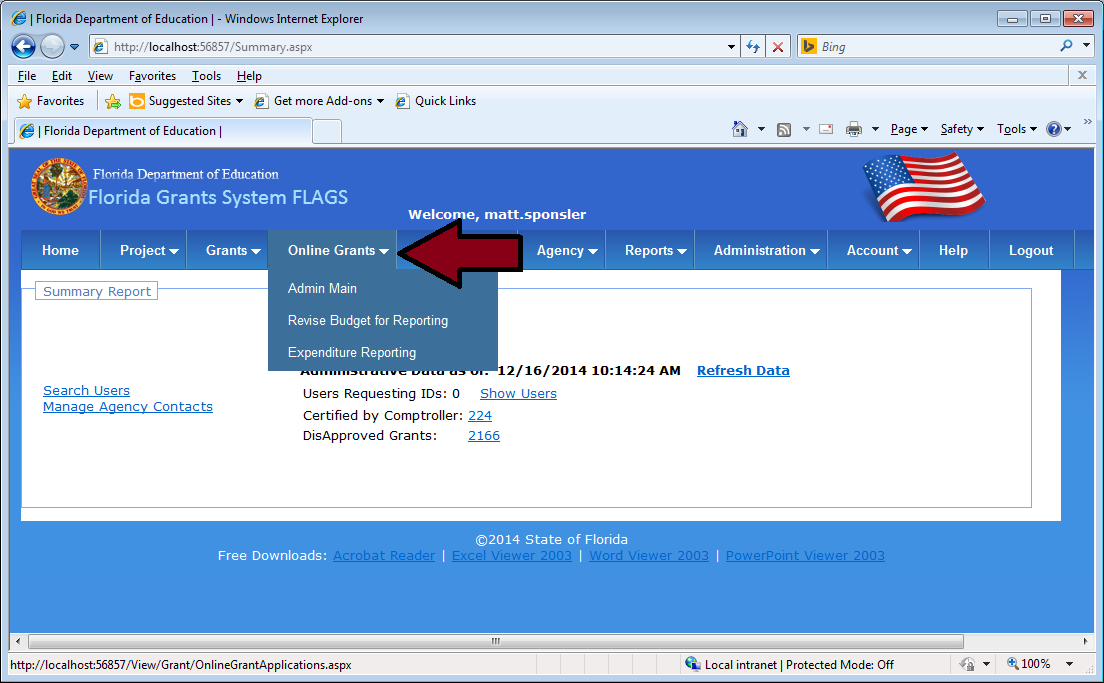 | Florida Department of Education | - Windows Internet Explorer
http://localhost:56857/Summary.aspx
Bing
File Edit View Favorites Tools Help
Favorites Suggested Sites Get more Add-ons Quick Links
| Florida Department of Education |
Page Safety Tools
Florida Department of Education
Florida Grants System FLAGS
Welcome, matt.sponsler
Home Project Grants Online Grants Agency Reports Administration Account Help Logout
Admin Main
Revise Budget for Reporting
Expenditure Reporting
Summary Report
Search Users
Manage Agency Contacts
Administrative Data as of: 12/16/2014 10:14:24 AM Refresh Data
Users Requesting IDs: 0 Show Users
Certified by Comptroller: 224
DisApproved Grants: 2166
©2014 State of Florida
Free Downloads: Acrobat Reader | Excel Viewer 2003 | Word Viewer 2003 | PowerPoint Viewer 2003
http://localhost:56857/View/Grant/OnlineGrantApplications.aspx
Local intranet | Protected Mode: Off
100%